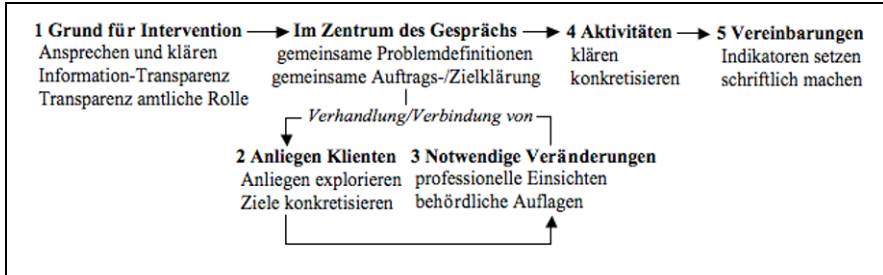 1 Grund für Intervention
Ansprechen und klären
Information-Transparenz
Transparenz amtliche Rolle
Im Zentrum des Gesprächs
gemeinsame Problemdefinitionen
gemeinsame Auftrags-/Zielklärung
4 Aktivitäten
klären
konkretisieren
5 Vereinbarungen
Indikatoren setzen
schriftlich machen
Verhandlung/Verbindung von
2 Anliegen Klienten
Anliegen explorieren
Ziele konkretisieren
3 Notwendige Veränderungen
professionelle Einsichten
behördliche Auflagen